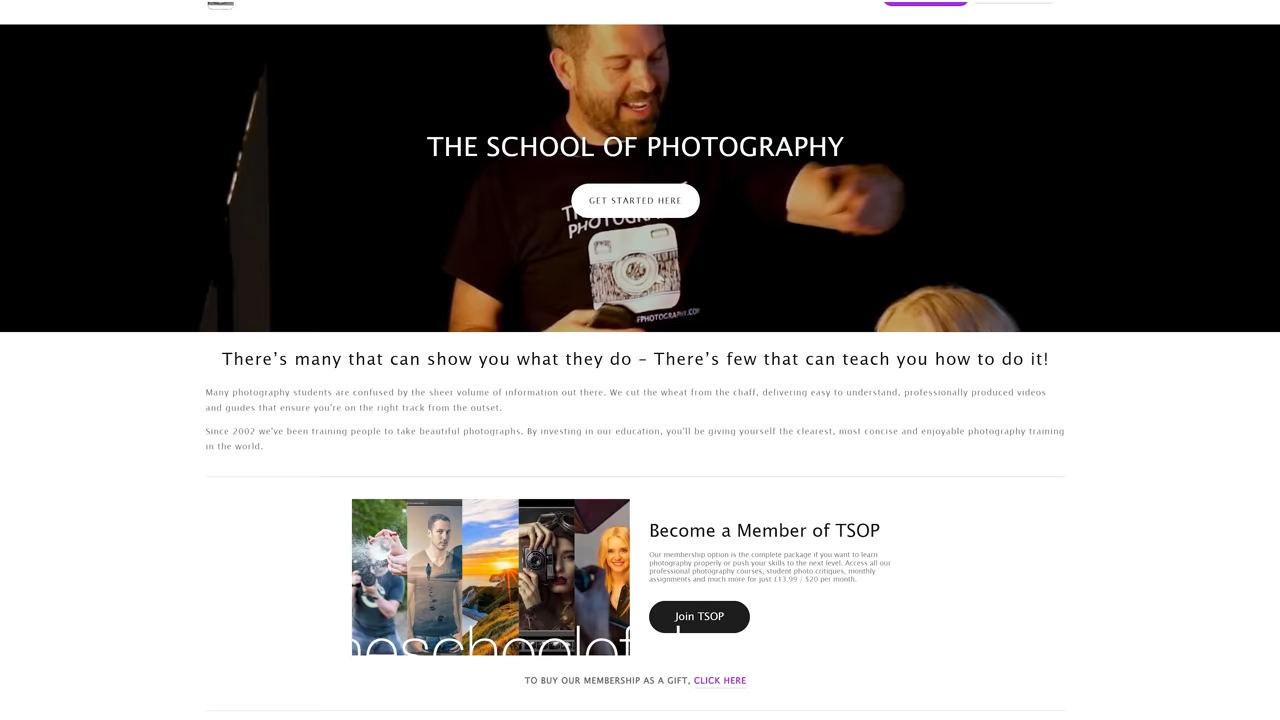 THE SCHOOL OF PHOTOGRAPHY
GET STARTED HERE
FPHOTOGRAPHY.COM
There's many that can show you what they do – There's few that can teach you how to do it!
Many photography students are confused by the sheer volume of information out there. We cut the wheat from the chaff, delivering easy to understand, professionally produced videos
and guides that ensure you're on the right track from the outset.
Since 2002 we've been training people to take beautiful photographs. By investing in our education, you'll be giving yourself the clearest, most concise and enjoyable photography training
in the world.
Become a Member of TSOP
Our membership option is the complete package if you want to learn
photography properly or push your skills to the next level. Access all our
professional photography courses, student photo critiques, monthly
assignments and much more for just £13.99 / $20 per month.
Join TSOP
heschoolof
TO BUY OUR MEMBERSHIP AS A GIFT, CLICK HERE